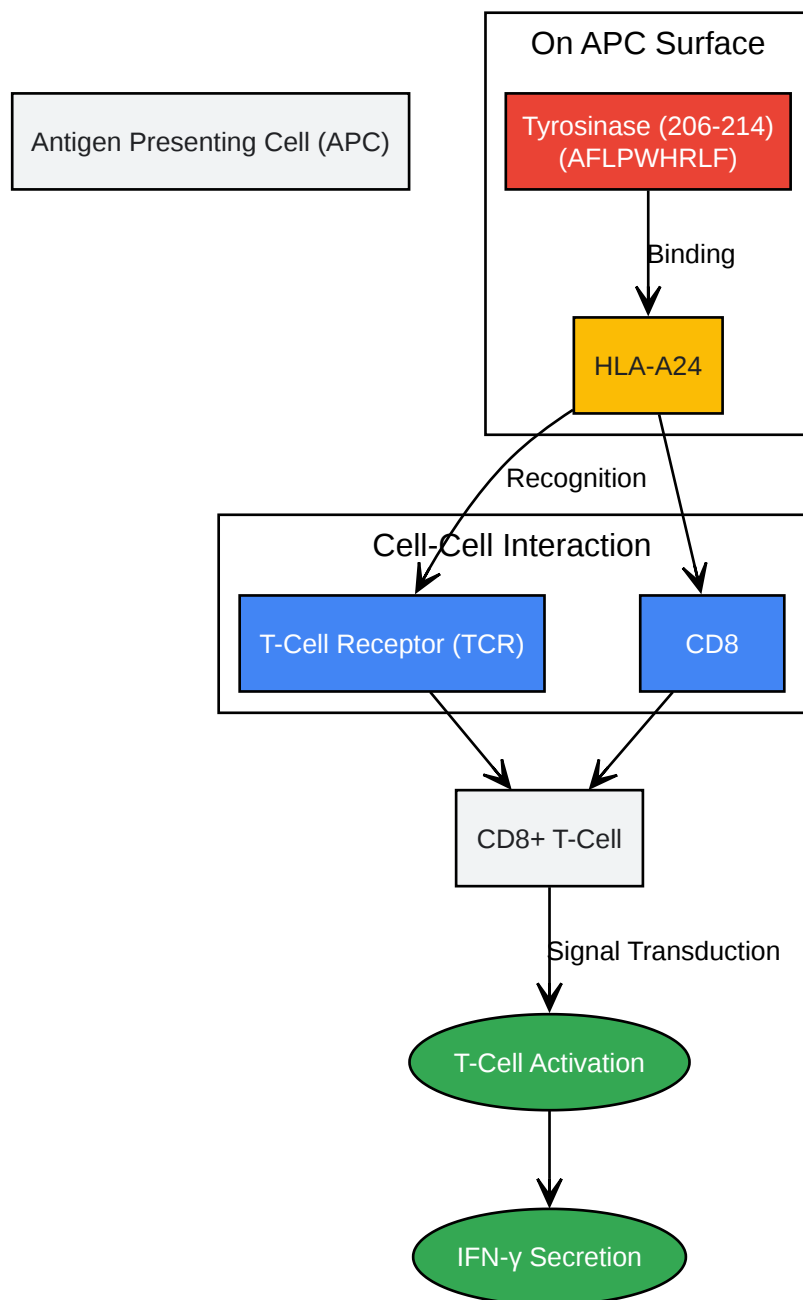 On APC Surface
Antigen Presenting Cell (APC)
Tyrosinase (206-214)
(AFLPWHRLF)
Binding
HLA-A24
Recognition
Cell-Cell Interaction
T-Cell Receptor (TCR)
CD8
CD8+ T-Cell
Signal Transduction
T-Cell Activation
IFN-γ Secretion